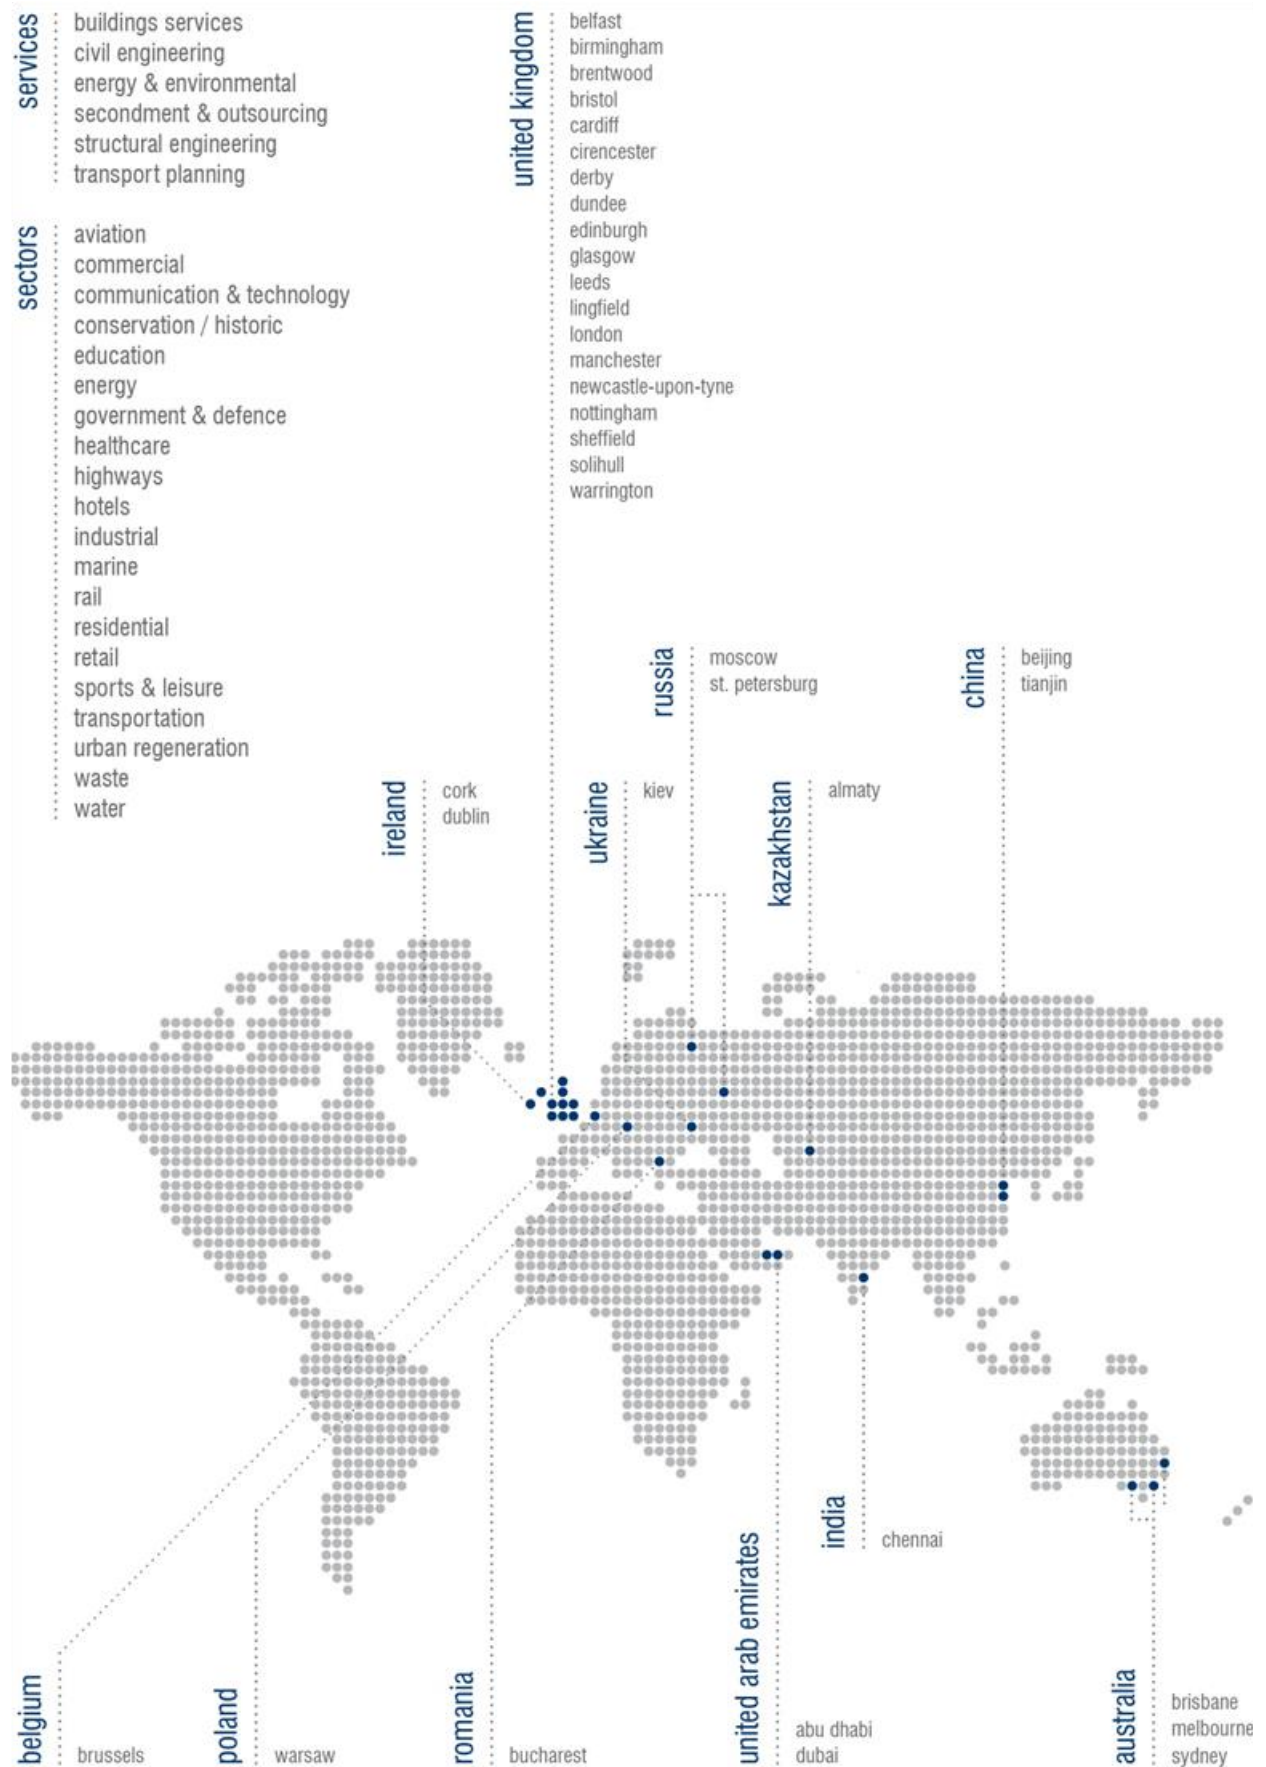 services
buildings services
civil engineering
energy & environmental
secondment & outsourcing
structural engineering
transport planning
sectors
aviation
commercial
communication & technology
conservation / historic
education
energy
government & defence
healthcare
highways
hotels
industrial
marine
rail
residential
retail
sports & leisure
transportation
urban regeneration
waste
water
united kingdom
belfast
birmingham
brentwood
bristol
cardiff
cirencester
derby
dundee
edinburgh
glasgow
leeds
lingfield
london
manchester
newcastle-upon-tyne
nottingham
sheffield
solihull
warrington
russia
moscow
st. petersburg
china
beijing
tianjin
ireland
cork
dublin
ukraine
kiev
kazakhstan
almaty
india
chennai
belgium
brussels
poland
warsaw
romania
bucharest
united arab emirates
abu dhabi
dubai
australia
brisbane
melbourne
sydney